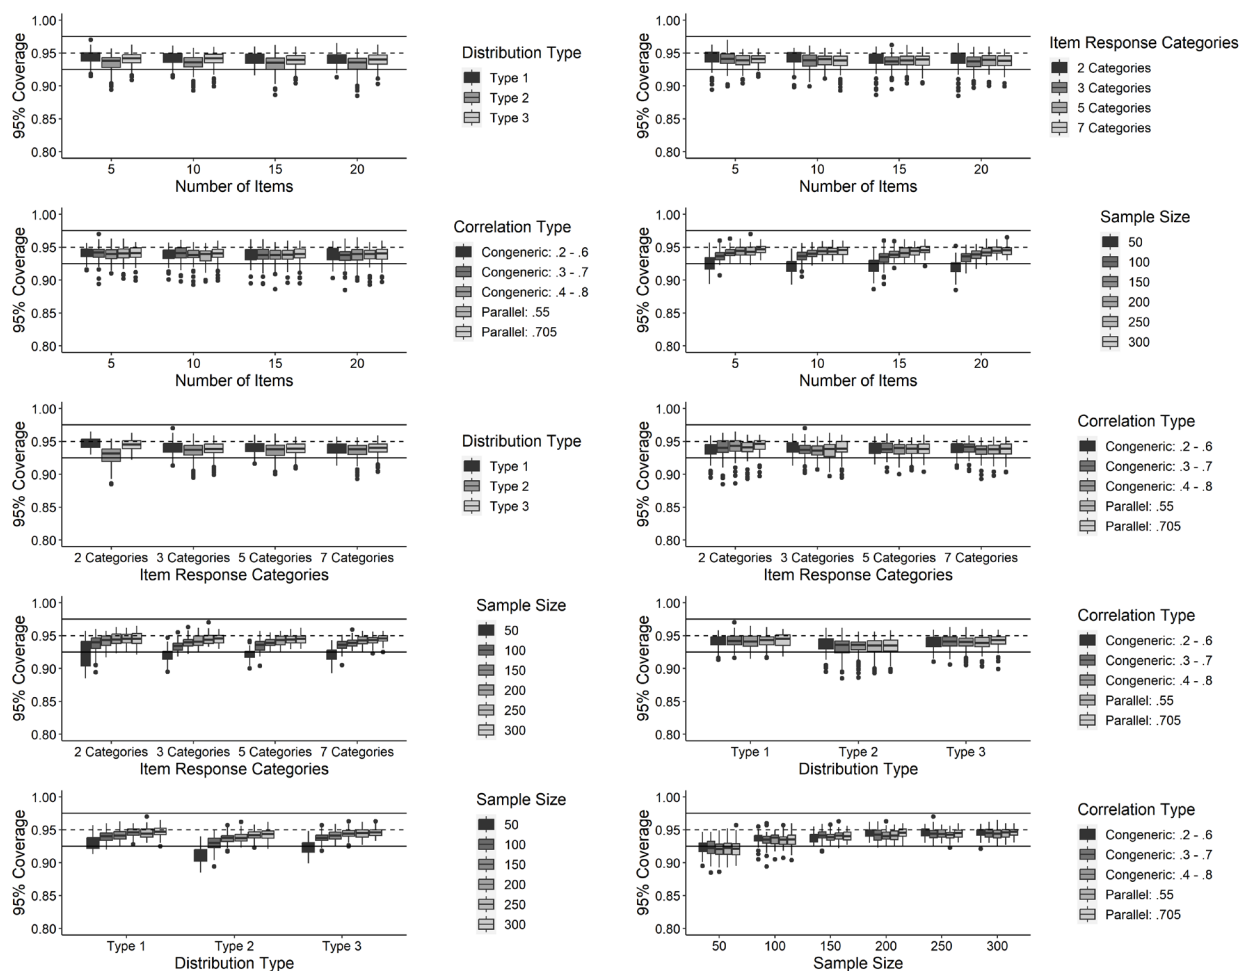 95% Coverage
1.00
0.95
0.90
0.85
0.80
5 10 15 20
Number of Items
Distribution Type
Type 1
Type 2
Type 3
95% Coverage
1.00
0.95
0.90
0.85
0.80
5 10 15 20
Number of Items
Item Response Categories
2 Categories
3 Categories
5 Categories
7 Categories
95% Coverage
1.00
0.95
0.90
0.85
0.80
5 10 15 20
Number of Items
Correlation Type
Congeneric: .2 - .6
Congeneric: .3 - .7
Congeneric: .4 - .8
Parallel: .55
Parallel: .705
95% Coverage
1.00
0.95
0.90
0.85
0.80
5 10 15 20
Number of Items
Sample Size
50
100
150
200
250
300
95% Coverage
1.00
0.95
0.90
0.85
0.80
2 Categories 3 Categories 5 Categories 7 Categories
Item Response Categories
Distribution Type
Type 1
Type 2
Type 3
95% Coverage
1.00
0.95
0.90
0.85
0.80
2 Categories 3 Categories 5 Categories 7 Categories
Item Response Categories
Correlation Type
Congeneric: .2 - .6
Congeneric: .3 - .7
Congeneric: .4 - .8
Parallel: .55
Parallel: .705
95% Coverage
1.00
0.95
0.90
0.85
0.80
2 Categories 3 Categories 5 Categories 7 Categories
Item Response Categories
Sample Size
50
100
150
200
250
300
95% Coverage
1.00
0.95
0.90
0.85
0.80
Type 1 Type 2 Type 3
Distribution Type
Correlation Type
Congeneric: .2 - .6
Congeneric: .3 - .7
Congeneric: .4 - .8
Parallel: .55
Parallel: .705
95% Coverage
1.00
0.95
0.90
0.85
0.80
Type 1 Type 2 Type 3
Distribution Type
Sample Size
50
100
150
200
250
300
95% Coverage
1.00
0.95
0.90
0.85
0.80
50 100 150 200 250 300
Sample Size
Correlation Type
Congeneric: .2 - .6
Congeneric: .3 - .7
Congeneric: .4 - .8
Parallel: .55
Parallel: .705